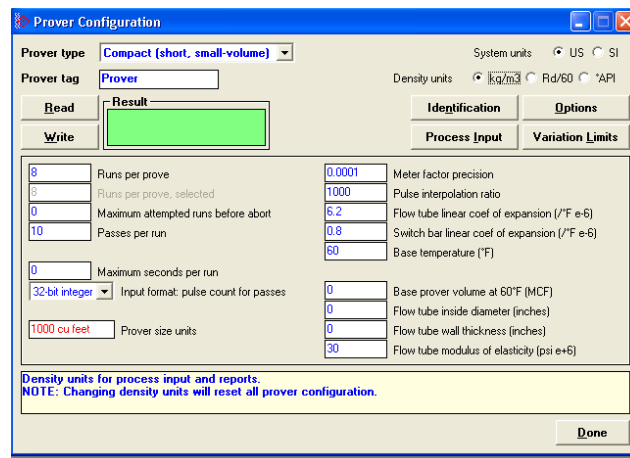 Prover Configuration
Prover type Compact (short, small-volume) System units US SI
Prover tag Prover Density units kg/m3 Rd/60 °API
Read Result Identification Options
Write Process Input Variation Limits
8 Runs per prove 0.0001 Meter factor precision
8 Runs per prove, selected 1000 Pulse interpolation ratio
0 Maximum attempted runs before abort 6.2 Flow tube linear coef of expansion (/°F e-6)
10 Passes per run 0.8 Switch bar linear coef of expansion (/°F e-6)
60 Base temperature (°F)
0 Maximum seconds per run
32-bit integer Input format: pulse count for passes 0 Base prover volume at 60°F (MCF)
0 Flow tube inside diameter (inches)
1000 cu feet Prover size units 0 Flow tube wall thickness (inches)
30 Flow tube modulus of elasticity (psi e+6)
Density units for process input and reports.
NOTE: Changing density units will reset all prover configuration.
Done